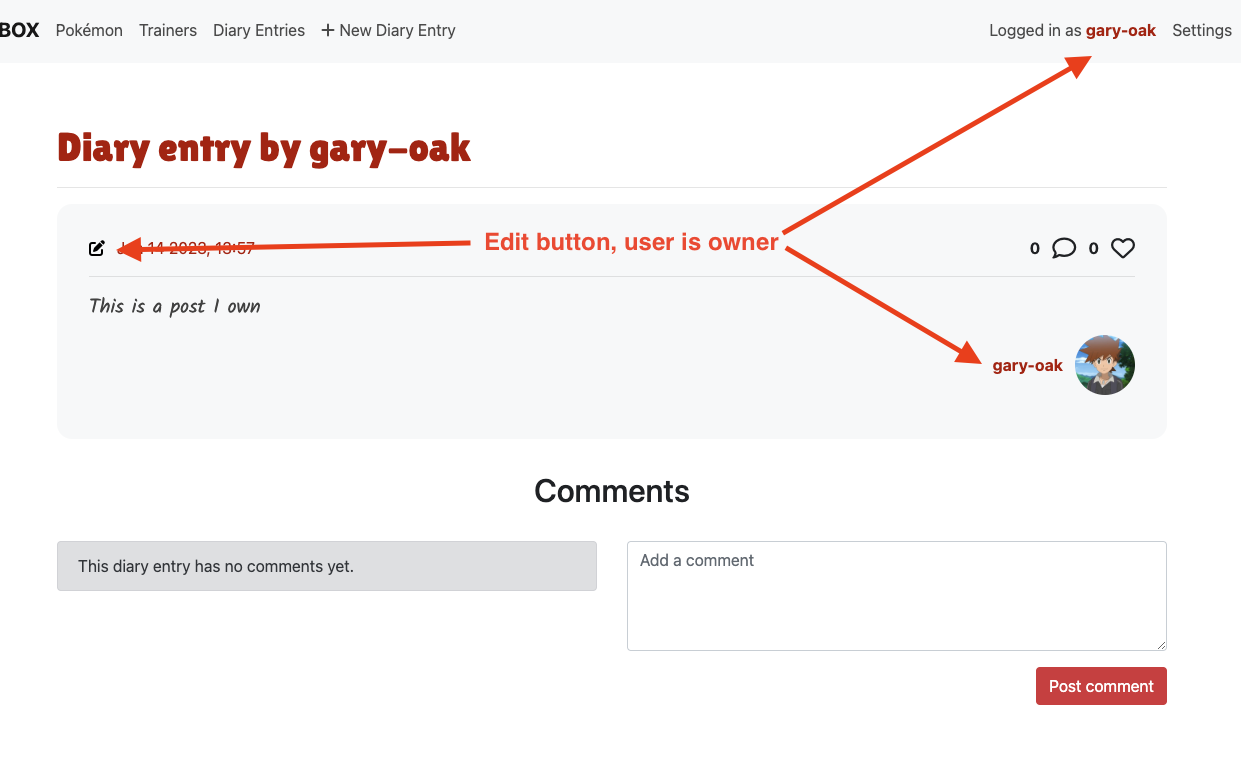 BOX Pokémon Trainers Diary Entries + New Diary Entry Logged in as gary-oak Settings
Diary entry by gary-oak
14 2023, 13:57
Edit button, user is owner
0 0
This is a post I own
gary-oak
Comments
This diary entry has no comments yet.
Add a comment
Post comment